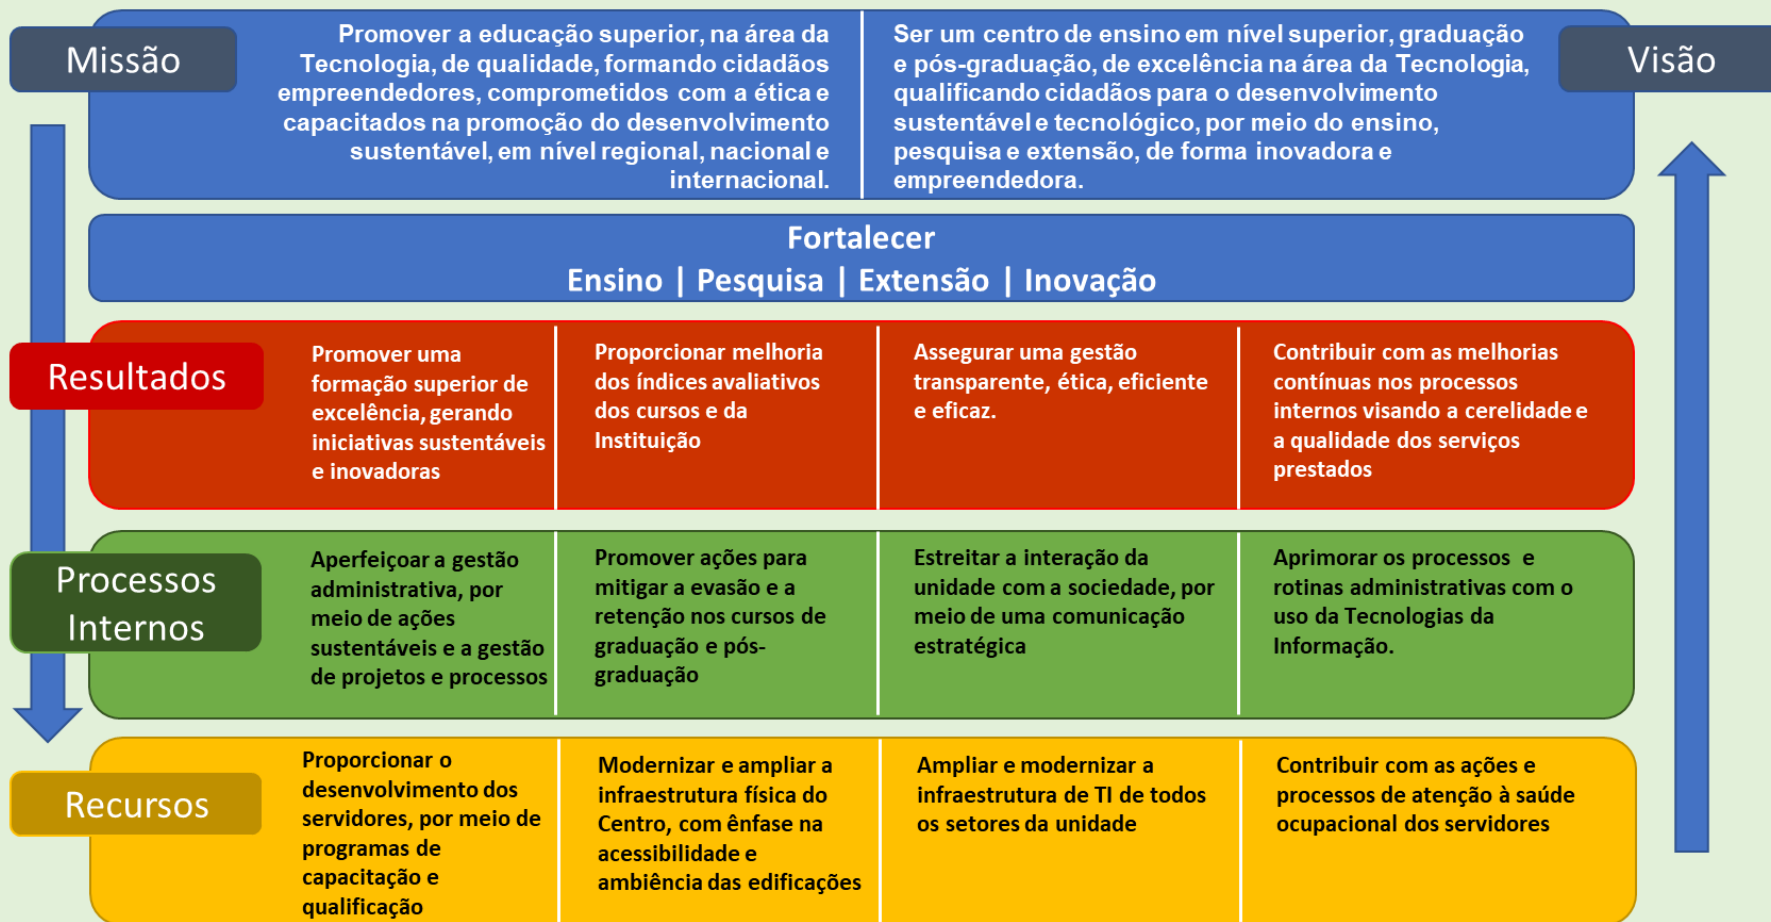 Missão
Promover a educação superior, na área da
Tecnologia, de qualidade, formando cidadãos
empreendedores, comprometidos com a ética e
capacitados na promoção do desenvolvimento
sustentável, em nível regional, nacional e
internacional.
Ser um centro de ensino em nível superior, graduação
e pós-graduação, de excelência na área da Tecnologia,
qualificando cidadãos para o desenvolvimento
sustentável e tecnológico, por meio do ensino,
pesquisa e extensão, de forma inovadora e
empreendedora.
Visão
Fortalecer
Ensino | Pesquisa | Extensão | Inovação
Resultados
Promover uma
formação superior de
excelência, gerando
iniciativas sustentáveis
e inovadoras
Proporcionar melhoria
dos índices avaliativos
dos cursos e da
Instituição
Assegurar uma gestão
transparente, ética, eficiente
e eficaz.
Contribuir com as melhorias
contínuas nos processos
internos visando a cerelidade e
a qualidade dos serviços
prestados
Processos
Internos
Aperfeiçoar a gestão
administrativa, por
meio de ações
sustentáveis e a gestão
de projetos e processos
Promover ações para
mitigar a evasão e a
retenção nos cursos de
graduação e pós-
graduação
Estreitar a interação da
unidade com a sociedade, por
meio de uma comunicação
estratégica
Aprimorar os processos e
rotinas administrativas com o
uso da Tecnologias da
Informação.
Recursos
Proporcionar o
desenvolvimento dos
servidores, por meio de
programas de
capacitação e
qualificação
Modernizar e ampliar a
infraestrutura física do
Centro, com ênfase na
acessibilidade e
ambiência das edificações
Ampliar e modernizar a
infraestrutura de TI de todos
os setores da unidade
Contribuir com as ações e
processos de atenção à saúde
ocupacional dos servidores